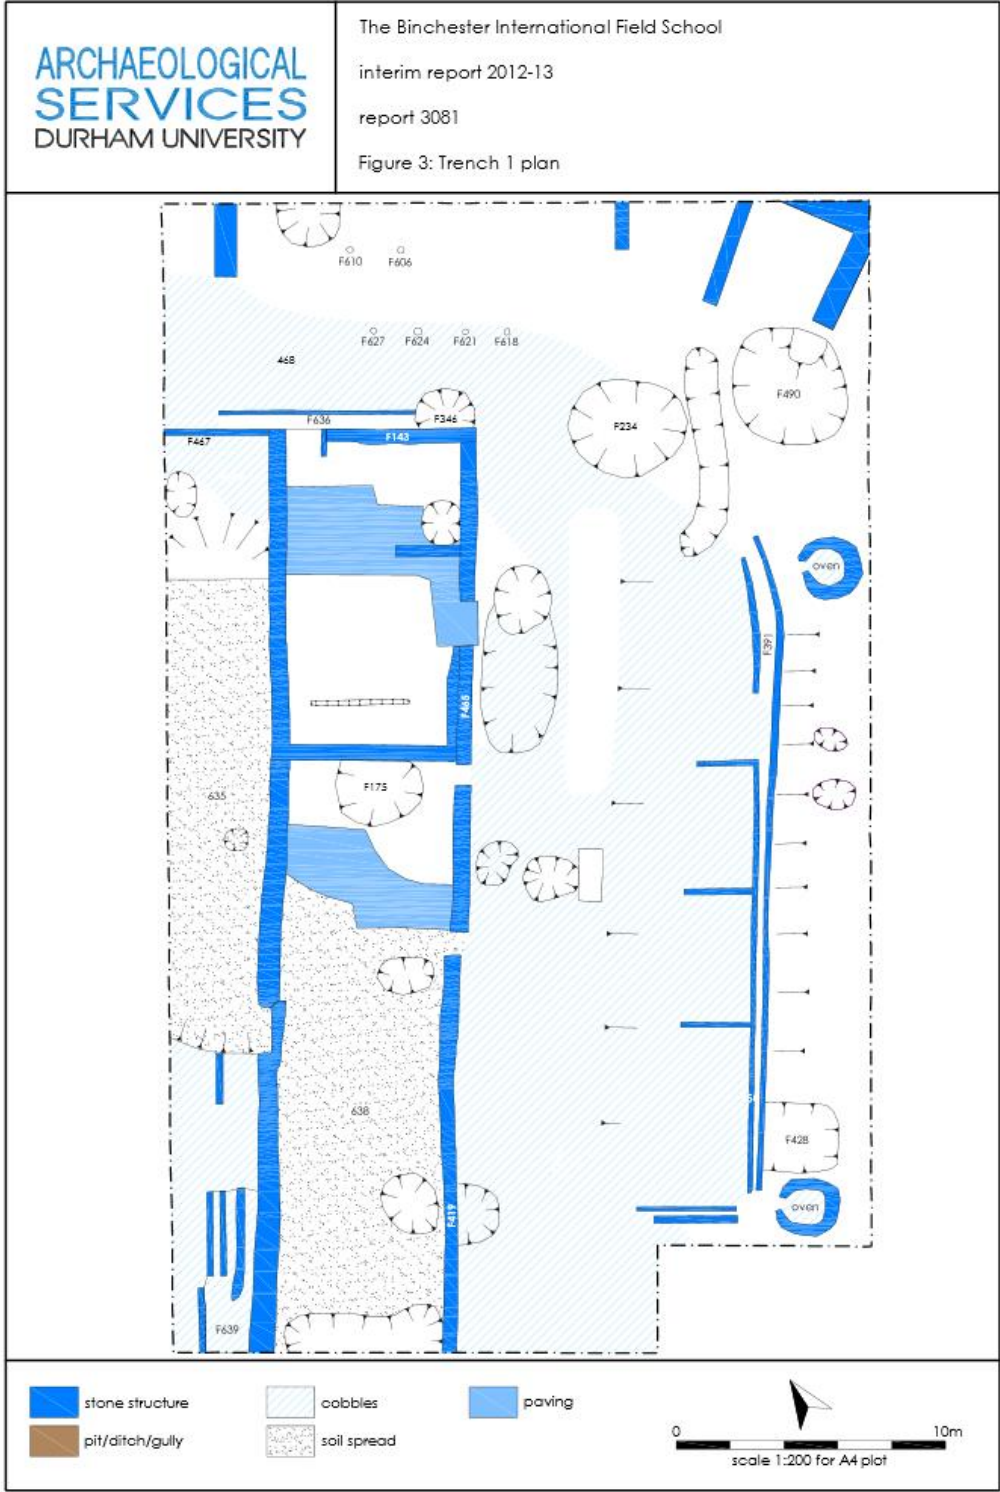 ARCHAEOLOGICAL
SERVICES
DURHAM UNIVERSITY
The Binchester International Field School
interim report 2012-13
report 3081
Figure 3: Trench 1 plan
F610 F606
F627 F624 F621 F618
468
F490
F636 F346
F234
F467 F143
oven
F391
F465
F175
635
638
F428
oven
F419
F639
stone structure
cobbles
paving
pit/ditch/gully
soil spread
0 10m
scale 1:200 for A4 plot